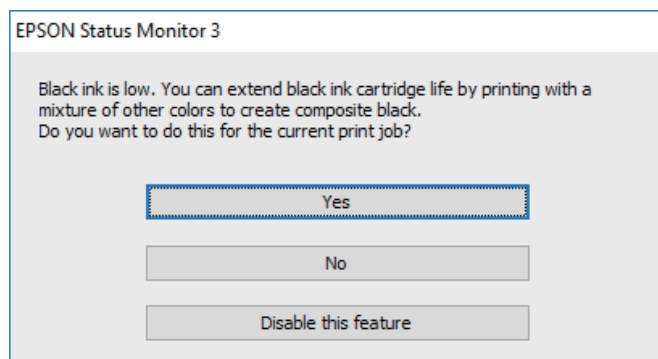 EPSON Status Monitor 3
Black ink is low. You can extend black ink cartridge life by printing with a
mixture of other colors to create composite black.
Do you want to do this for the current print job?
Yes
No
Disable this feature